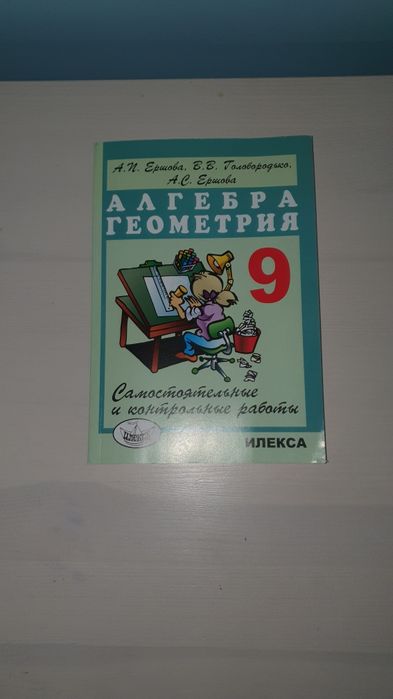 А.П. Ершова, В.В. Голобородько,
А.С. Ершова
АЛГЕБРА
ГЕОМЕТРИЯ
9
Самостоятельные
и контрольные работы
ИЛЕКСА